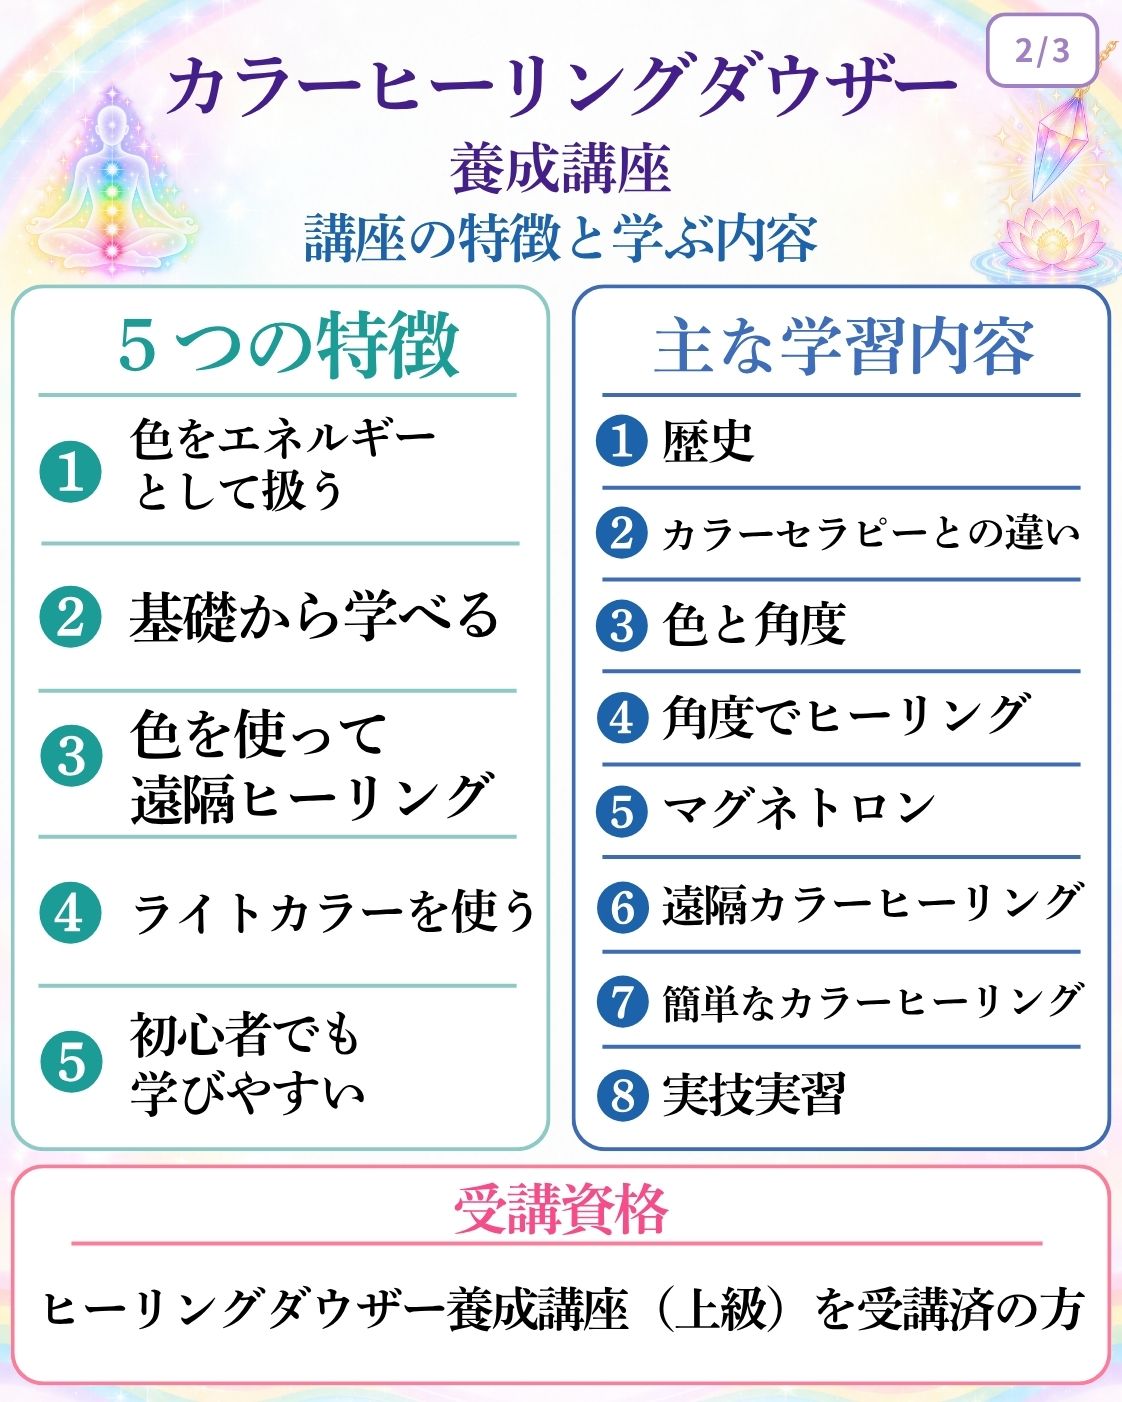 2/3
カラーヒーリングダウザー
養成講座
講座の特徴と学ぶ内容
5つの特徴
1 色をエネルギー
として扱う
2 基礎から学べる
3 色を使って
遠隔ヒーリング
4 ライトカラーを使う
5 初心者でも
学びやすい
主な学習内容
1 歴史
2 カラーセラピーとの違い
3 色と角度
4 角度でヒーリング
5 マグネトロン
6 遠隔カラーヒーリング
7 簡単なカラーヒーリング
8 実技実習
受講資格
ヒーリングダウザー養成講座（上級）を受講済の方